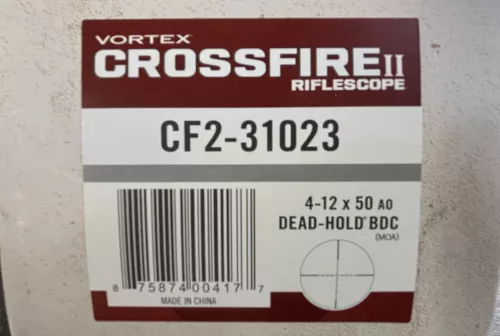 VORTEX
CROSSFIRE II
RIFLESCOPE
CF2-31023
4-12 x 50 AO
DEAD-HOLD® BDC
(MOA)
8 75874 00417 7
MADE IN CHINA